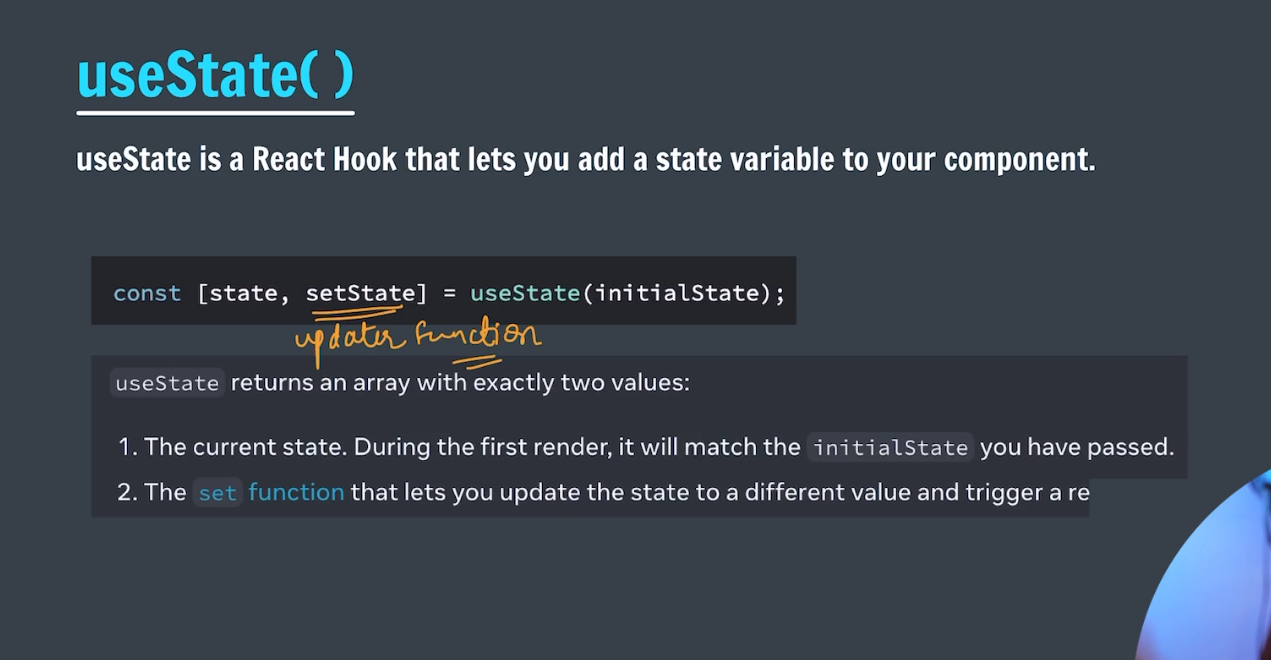 useState( )
useState is a React Hook that lets you add a state variable to your component.
const [state, setState] = useState(initialState);
updater function
useState returns an array with exactly two values:
1. The current state. During the first render, it will match the initialState you have passed.
2. The set function that lets you update the state to a different value and trigger a re